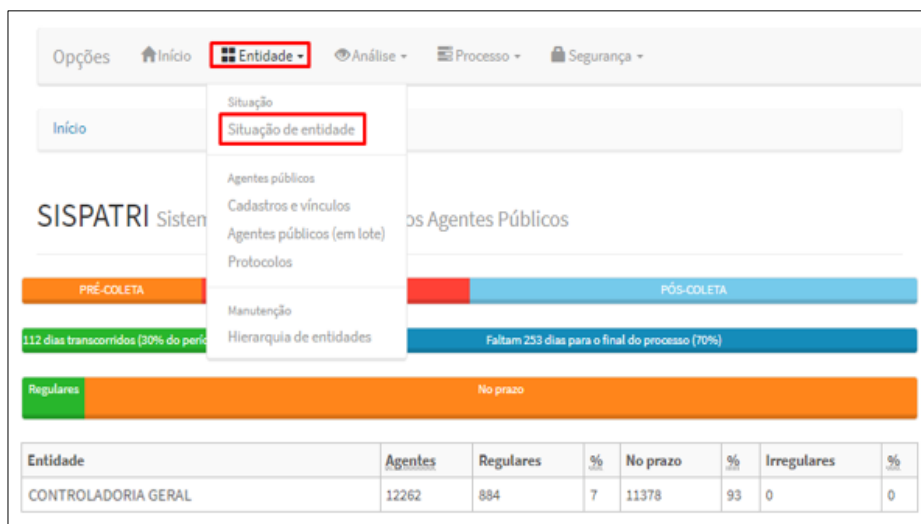 Opções Início Entidade Análise Processo Segurança
Situação
Início Situação de entidade
Agentes públicos
Cadastros e vínculos
SISPATRI Sistem os Agentes Públicos
Agentes públicos (em lote)
Protocolos
PRÉ-COLETA PÓS-COLETA
Manutenção
Hierarquia de entidades
112 dias transcorridos (30% do perío Faltam 253 dias para o final do processo (70%)
Regulares No prazo
Entidade Agentes Regulares % No prazo % Irregulares %
CONTROLADORIA GERAL 12262 884 7 11378 93 0 0